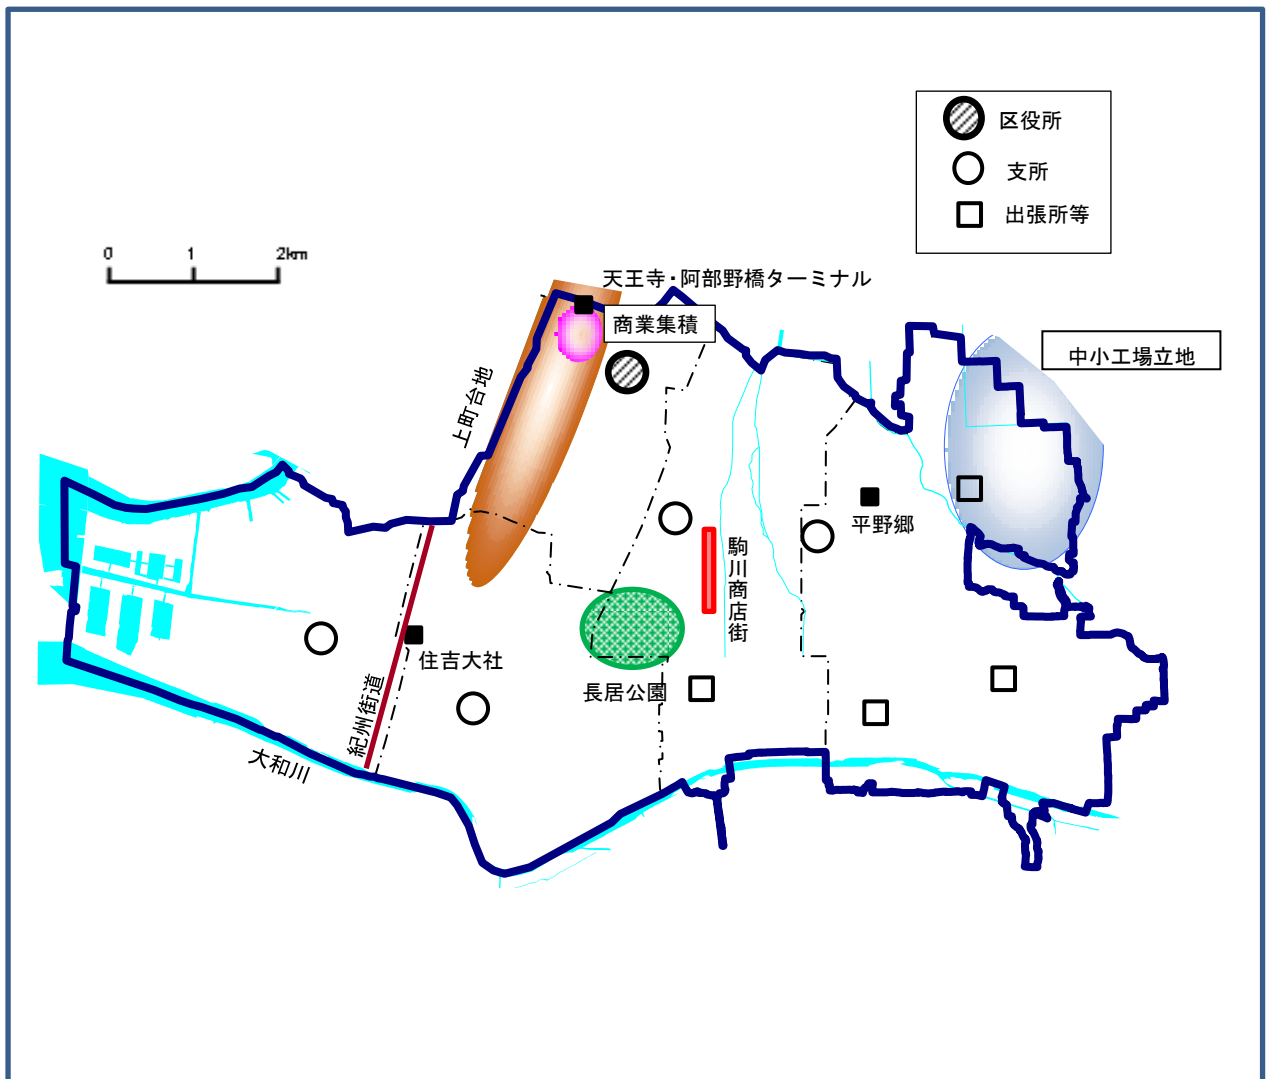 区役所
支所
出張所等
0 1 2km
天王寺・阿部野橋ターミナル
商業集積
中小工場立地
上町台地
平野郷
駒川商店街
住吉大社
長居公園
紀州街道
大和川